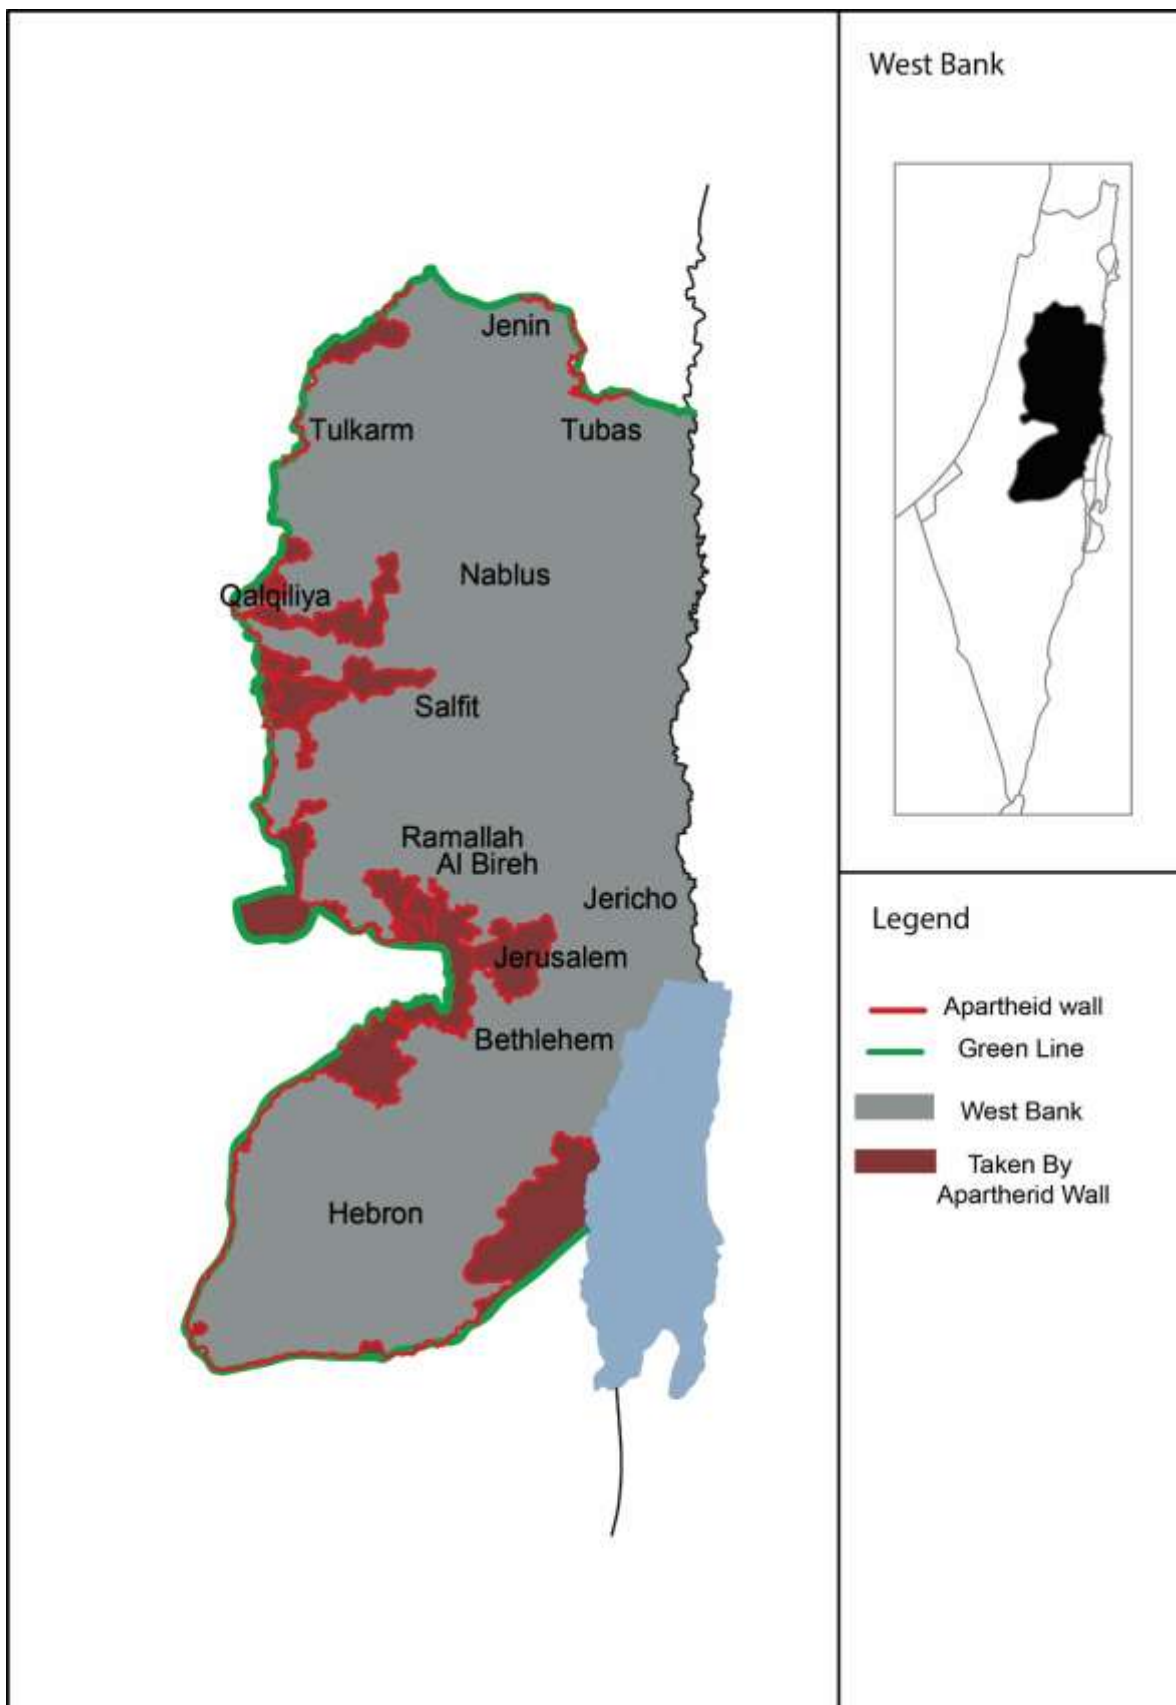 West Bank
Jenin
Tulkarm
Tubas
Nablus
Qalqiliya
Salfit
Ramallah
Al Bireh
Jericho
Jerusalem
Bethlehem
Hebron
Legend
Apartheid wall
Green Line
West Bank
Taken By
Apartherid Wall